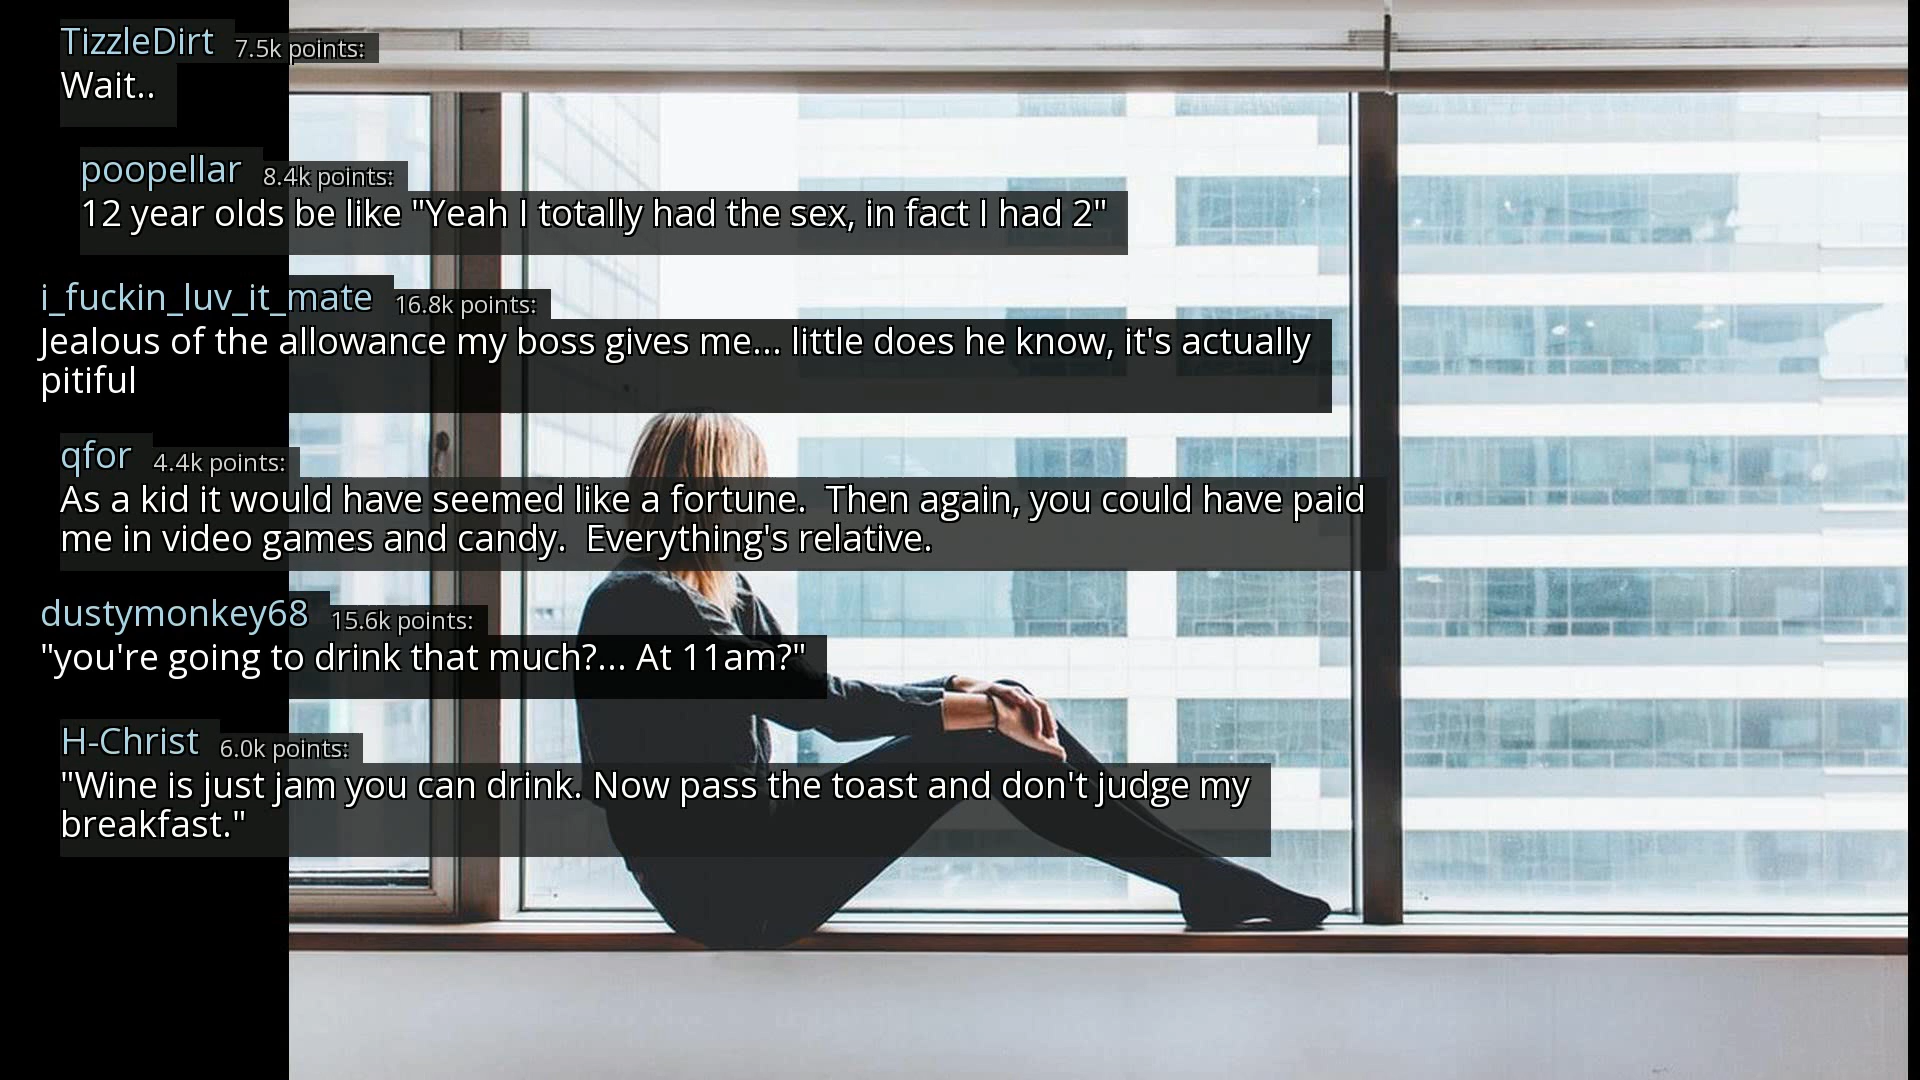 TizzleDirt 7.5k points:
Wait..
poopellar 8.4k points:
12 year olds be like "Yeah I totally had the sex, in fact I had 2"
i_fuckin_luv_it_mate 16.8k points:
Jealous of the allowance my boss gives me... little does he know, it's actually
pitiful
qfor 4.4k points:
As a kid it would have seemed like a fortune.  Then again, you could have paid
me in video games and candy.  Everything's relative.
dustymonkey68 15.6k points:
"you're going to drink that much?... At 11am?"
H-Christ 6.0k points:
"Wine is just jam you can drink. Now pass the toast and don't judge my
breakfast."